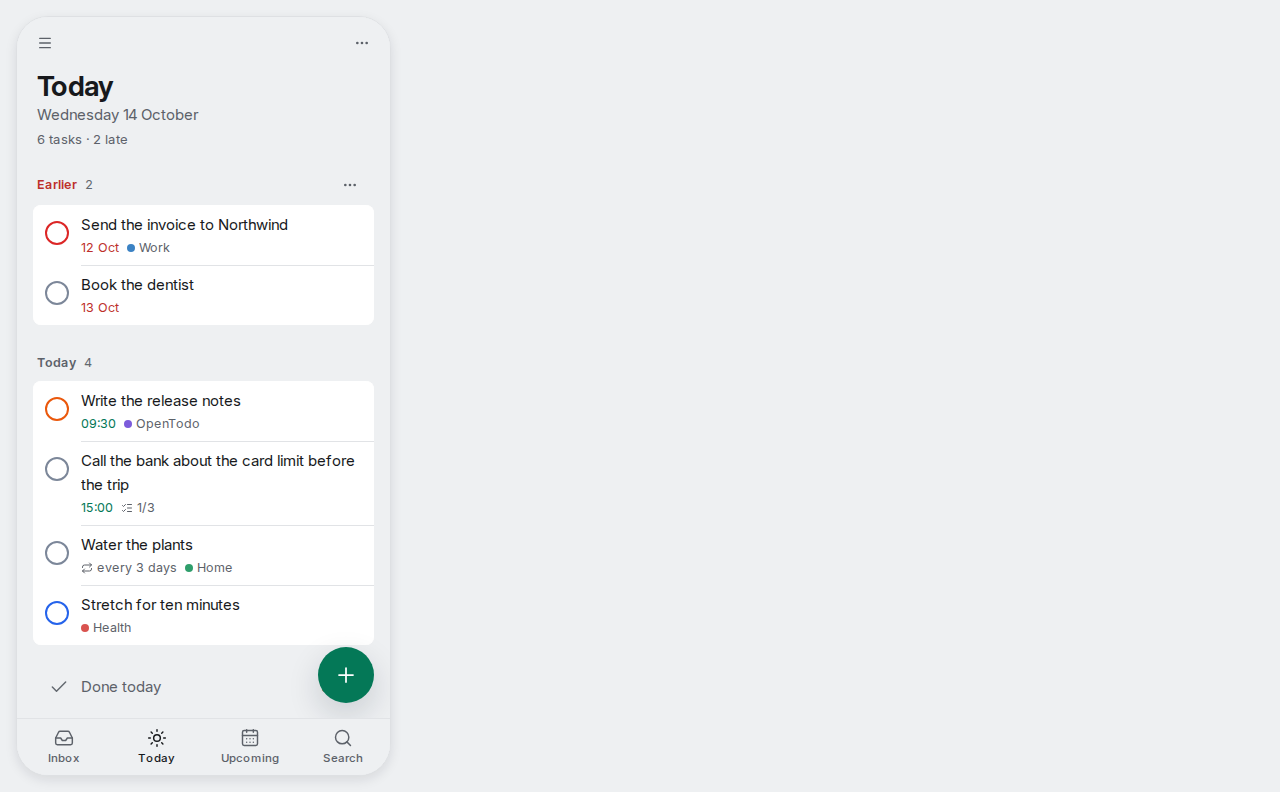 Today
Wednesday 14 October
6 tasks · 2 late
Earlier 2
Send the invoice to Northwind
12 Oct Work
Book the dentist
13 Oct
Today 4
Write the release notes
09:30 OpenTodo
Call the bank about the card limit before
the trip
15:00 1/3
Water the plants
every 3 days Home
Stretch for ten minutes
Health
Done today
Inbox Today Upcoming Search